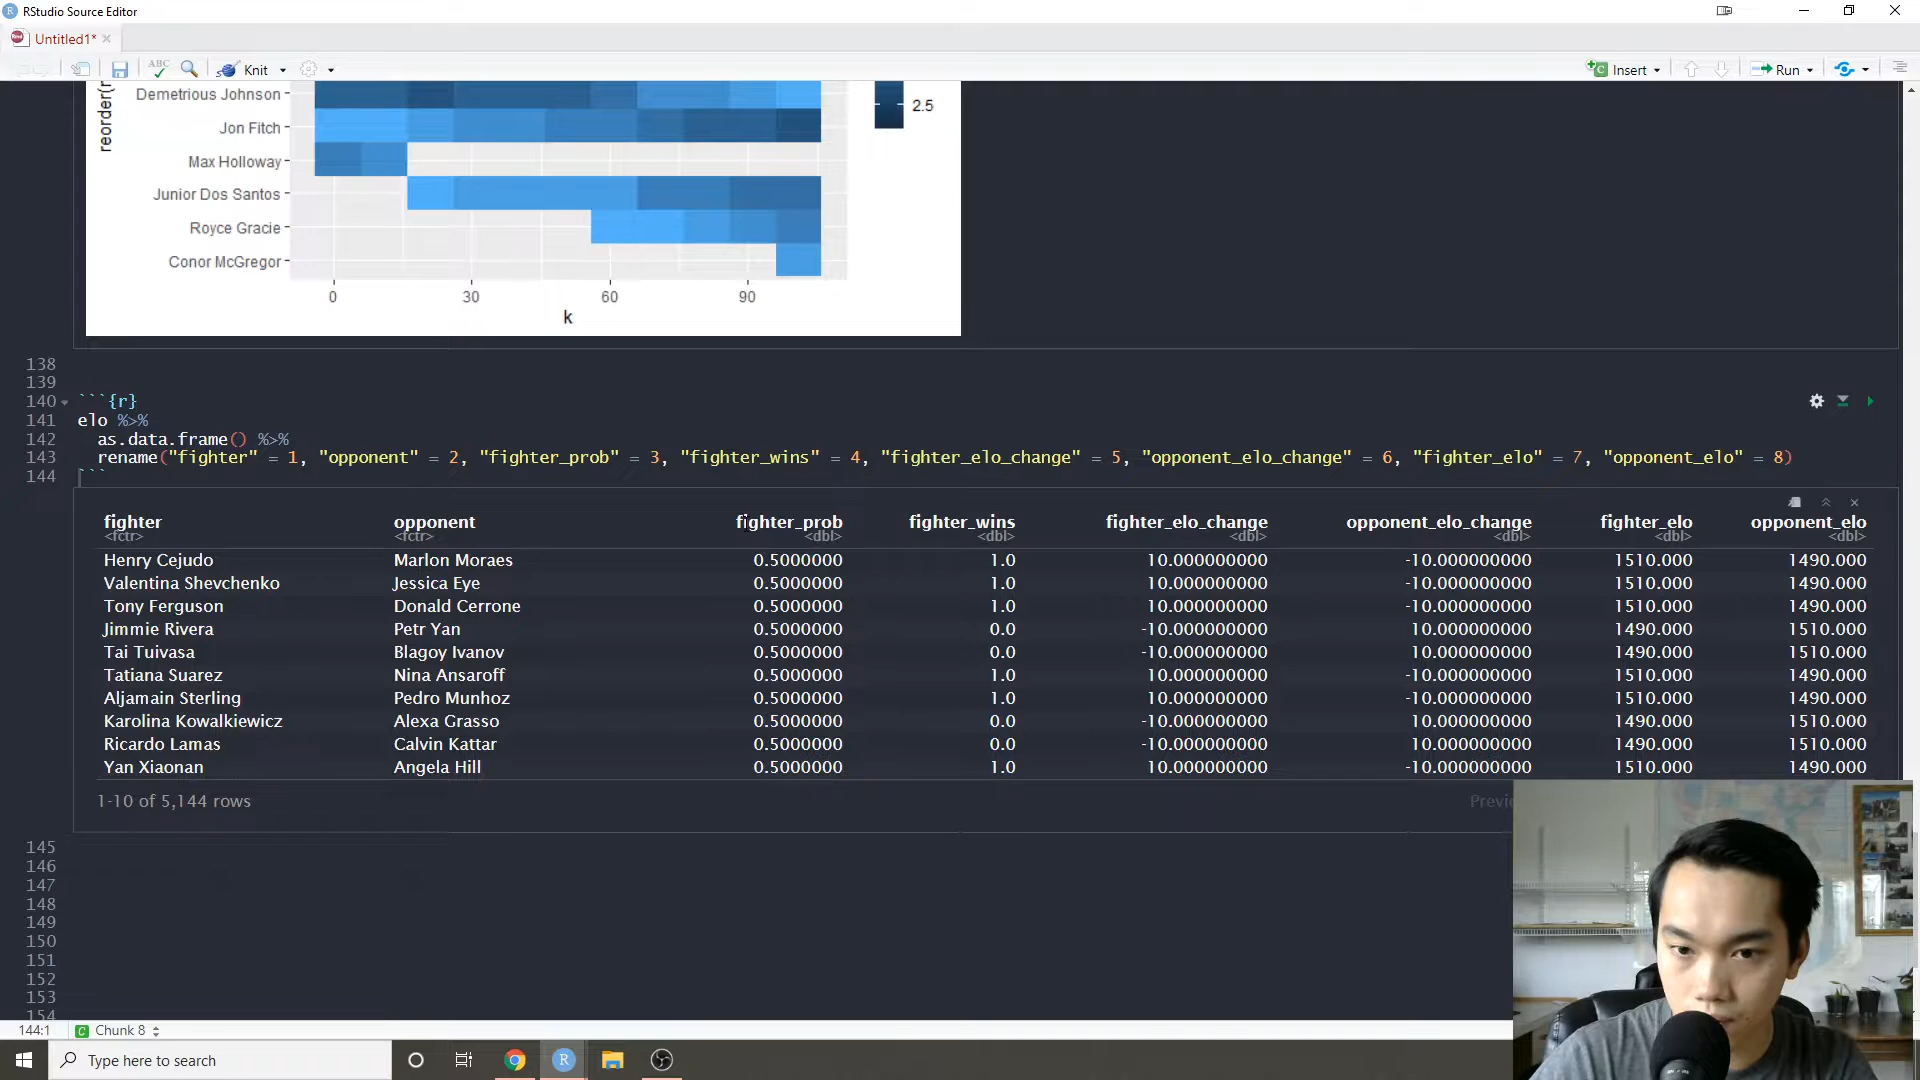 RStudio Source Editor
Untitled1*
ABC
Knit
Insert
Run
reorder(r
Demetrious Johnson
2.5
Jon Fitch
Max Holloway
Junior Dos Santos
Royce Gracie
Conor McGregor
0 30 60 90
k
138
139
140 ```{r}
141 elo %>%
142 as.data.frame() %>%
143 rename("fighter" = 1, "opponent" = 2, "fighter_prob" = 3, "fighter_wins" = 4, "fighter_elo_change" = 5, "opponent_elo_change" = 6, "fighter_elo" = 7, "opponent_elo" = 8)
144 ```
fighter opponent fighter_prob fighter_wins fighter_elo_change opponent_elo_change fighter_elo opponent_elo
<fctr> <fctr> <dbl> <dbl> <dbl> <dbl> <dbl> <dbl>
Henry Cejudo Marlon Moraes 0.5000000 1.0 10.000000000 -10.000000000 1510.000 1490.000
Valentina Shevchenko Jessica Eye 0.5000000 1.0 10.000000000 -10.000000000 1510.000 1490.000
Tony Ferguson Donald Cerrone 0.5000000 1.0 10.000000000 -10.000000000 1510.000 1490.000
Jimmie Rivera Petr Yan 0.5000000 0.0 -10.000000000 10.000000000 1490.000 1510.000
Tai Tuivasa Blagoy Ivanov 0.5000000 0.0 -10.000000000 10.000000000 1490.000 1510.000
Tatiana Suarez Nina Ansaroff 0.5000000 1.0 10.000000000 -10.000000000 1510.000 1490.000
Aljamain Sterling Pedro Munhoz 0.5000000 1.0 10.000000000 -10.000000000 1510.000 1490.000
Karolina Kowalkiewicz Alexa Grasso 0.5000000 0.0 -10.000000000 10.000000000 1490.000 1510.000
Ricardo Lamas Calvin Kattar 0.5000000 0.0 -10.000000000 10.000000000 1490.000 1510.000
Yan Xiaonan Angela Hill 0.5000000 1.0 10.000000000 -10.000000000 1510.000 1490.000
1-10 of 5,144 rows Previ
145
146
147
148
149
150
151
152
153
154
144:1 C Chunk 8
Type here to search